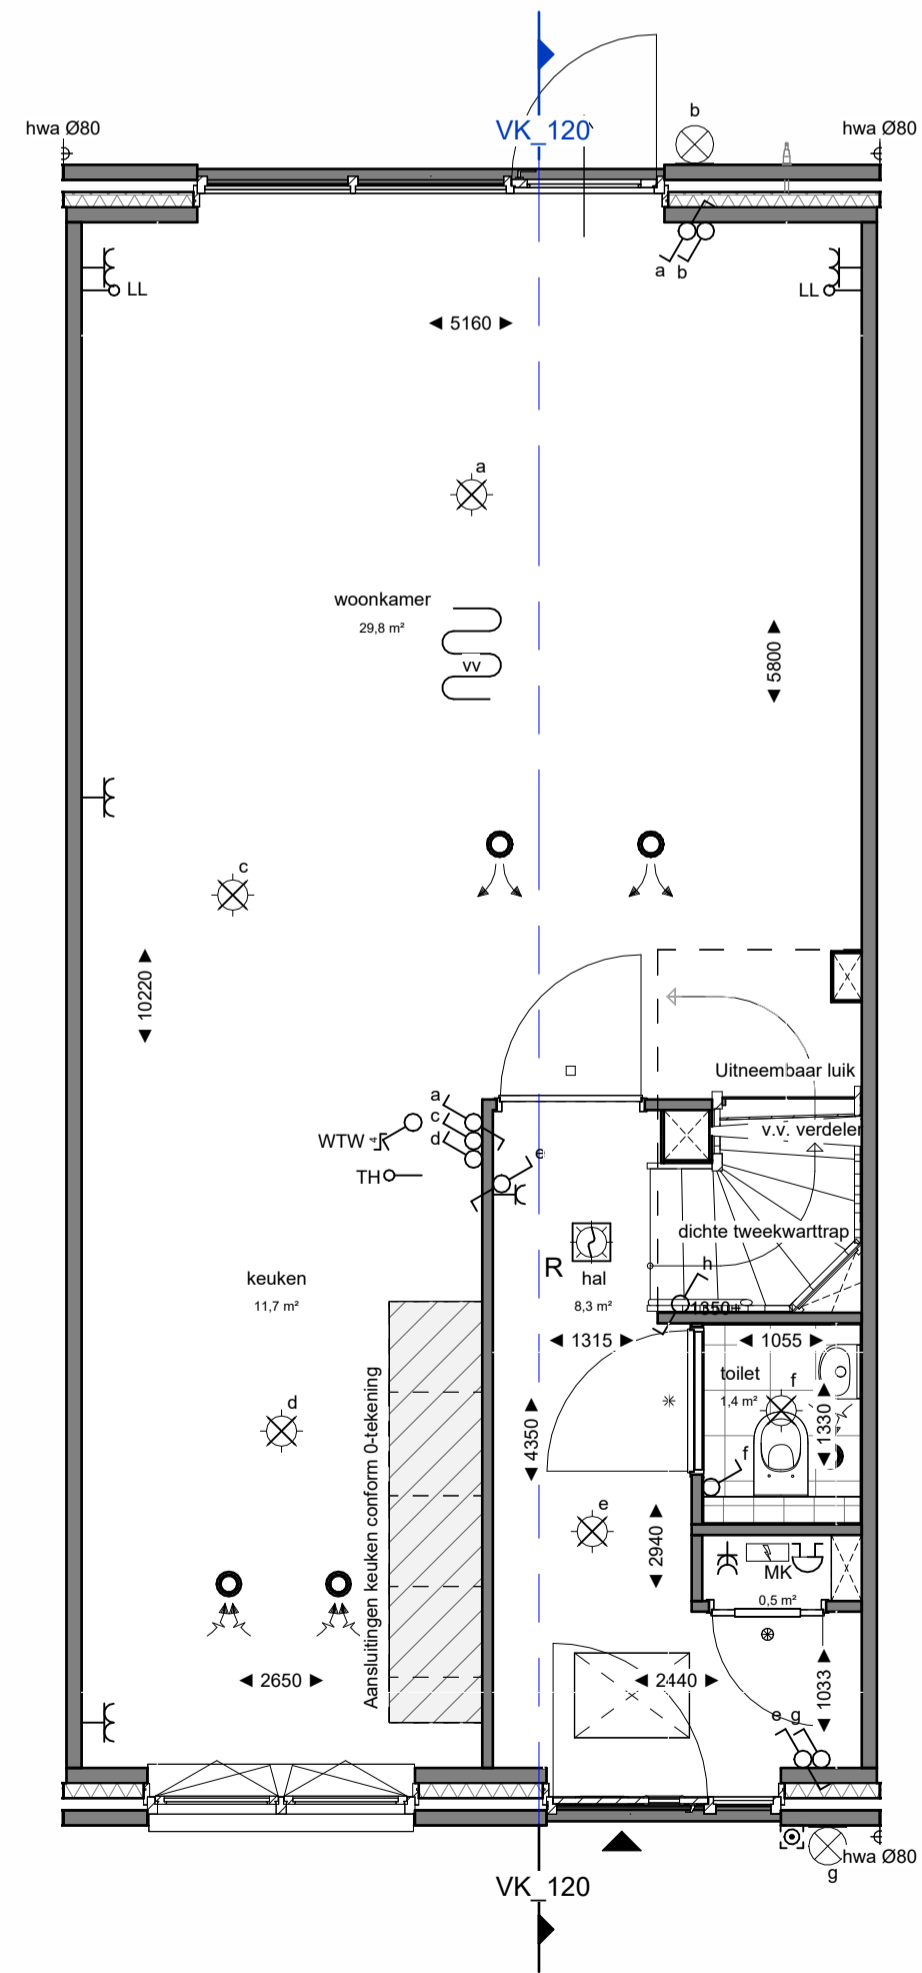 VK_120
hwa Ø80
b
hwa Ø80
a b
LL
LL
5160
a
woonkamer
29,8 m²
vv
5800
c
10220
Uitneembaar luik
v.v. verdeler
a
c
d
WTW
4
e
TH
dichte tweekwarttrap
R
hal
8,3 m²
h
1350+
keuken
11,7 m²
1315
1055
toilet
1,4 m²
f
1330
Aansluitingen keuken conform 0-tekening
d
4350
f
e
2940
MK
0,5 m²
2650
2440
1033
e g
hwa Ø80
g
VK_120